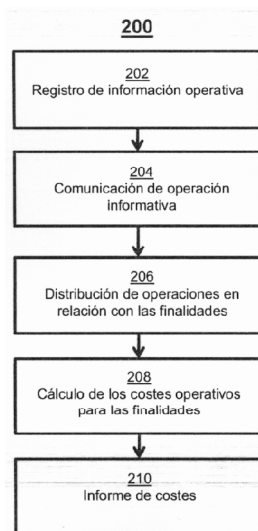 200
202
Registro de información operativa
204
Comunicación de operación
informativa
206
Distribución de operaciones en
relación con las finalidades
208
Cálculo de los costes operativos
para las finalidades
210
Informe de costes